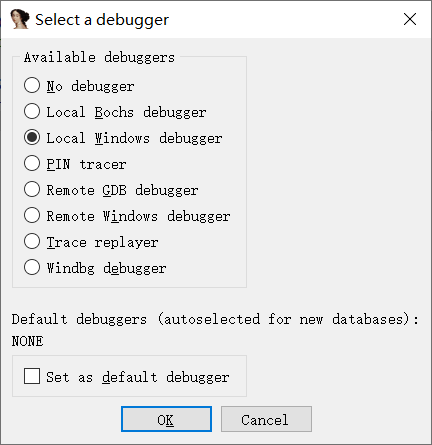 Select a debugger
Available debuggers
No debugger
Local Bochs debugger
Local Windows debugger
PIN tracer
Remote GDB debugger
Remote Windows debugger
Trace replayer
Windbg debugger
Default debuggers (autoselected for new databases):
NONE
Set as default debugger
OK
Cancel